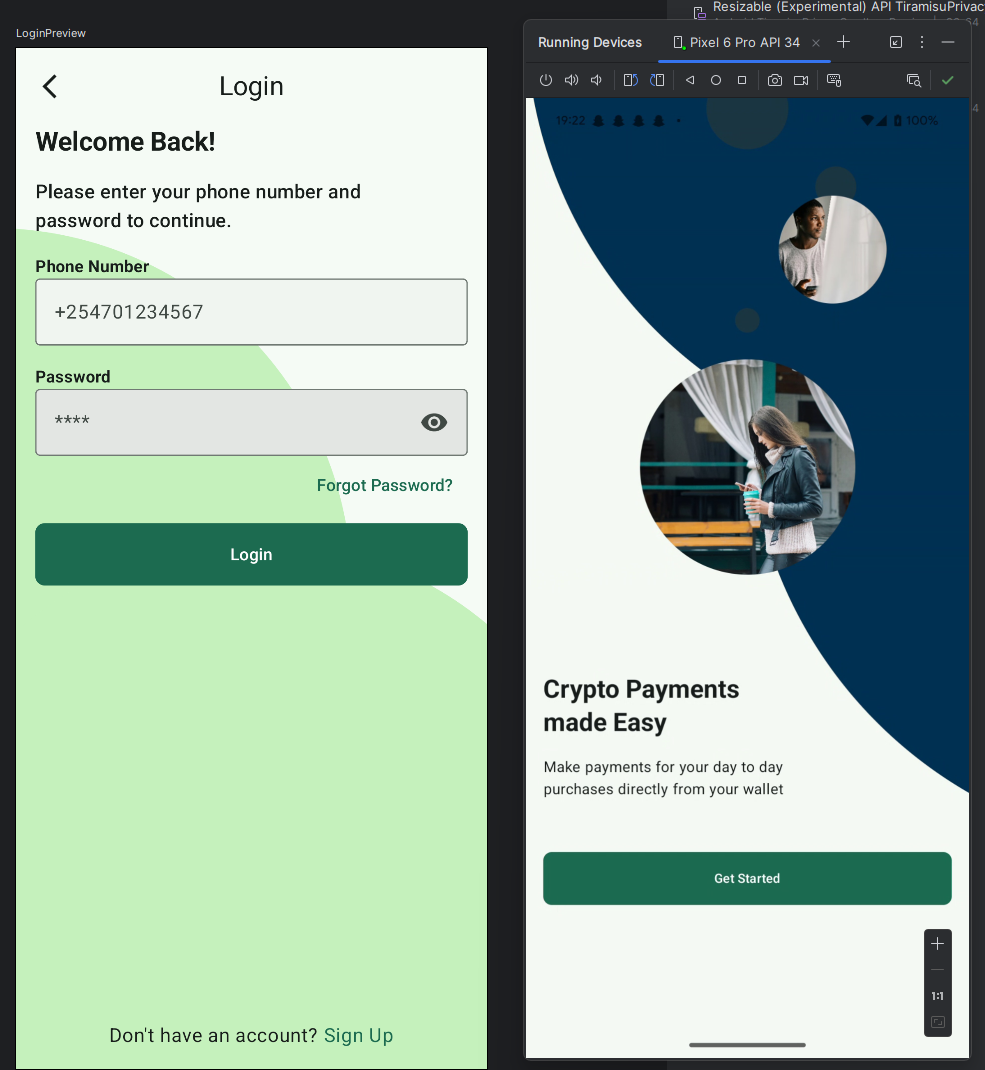 LoginPreview
Login
Welcome Back!
Please enter your phone number and
password to continue.
Phone Number
+254701234567
Password
****
Forgot Password?
Login
Don't have an account? Sign Up
Resizable (Experimental) API TiramisuPrivac
Running Devices
Pixel 6 Pro API 34
19:22
100%
Crypto Payments
made Easy
Make payments for your day to day
purchases directly from your wallet
Get Started
1:1